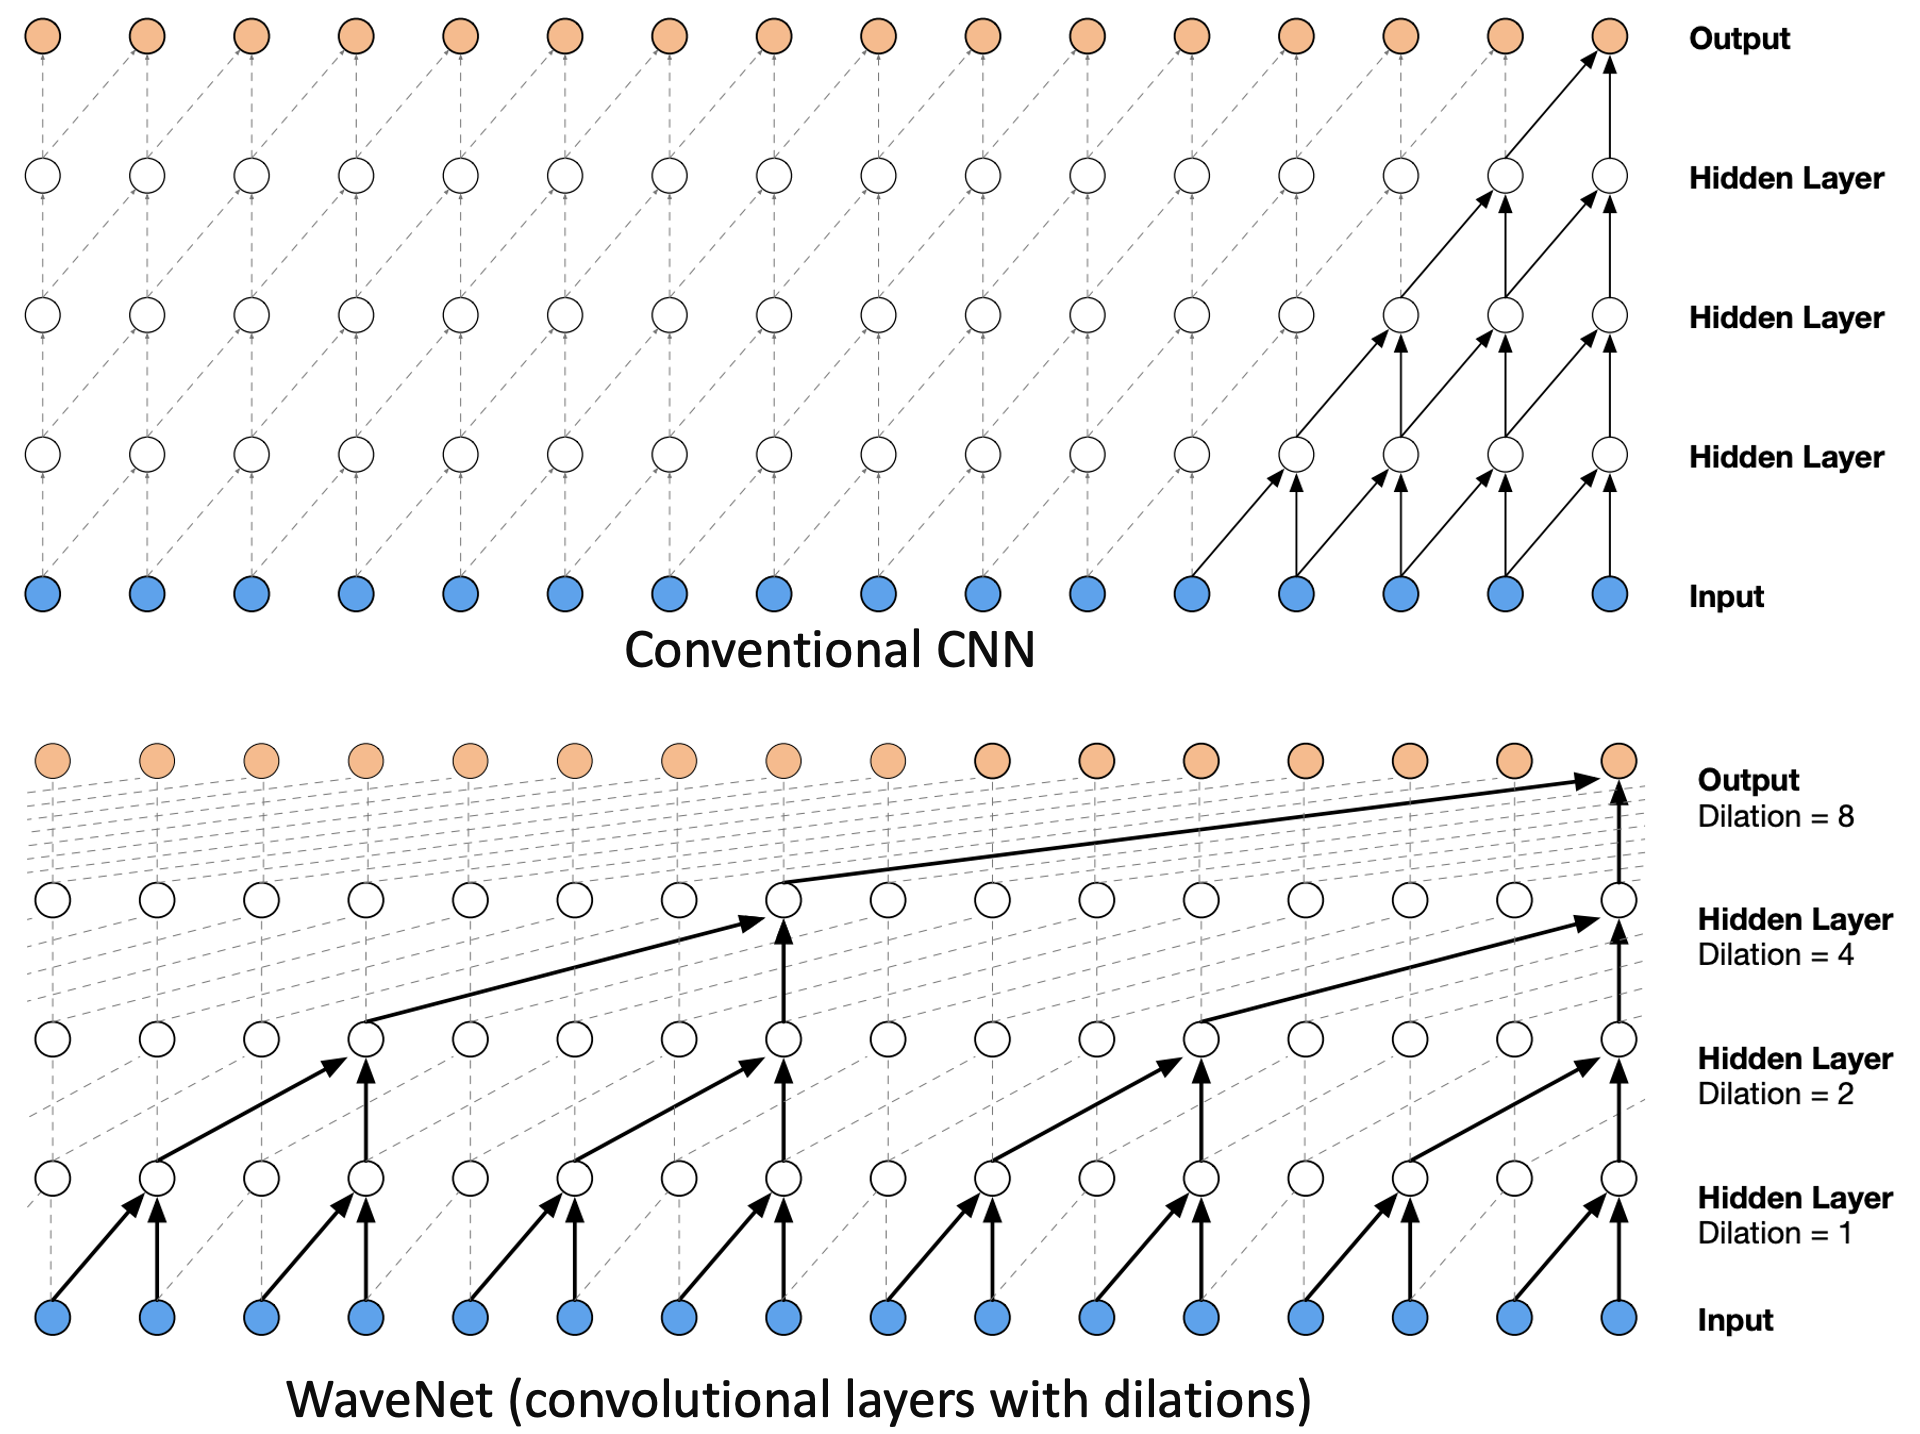 Output
Hidden Layer
Hidden Layer
Hidden Layer
Input
Conventional CNN
Output
Dilation = 8
Hidden Layer
Dilation = 4
Hidden Layer
Dilation = 2
Hidden Layer
Dilation = 1
Input
WaveNet (convolutional layers with dilations)